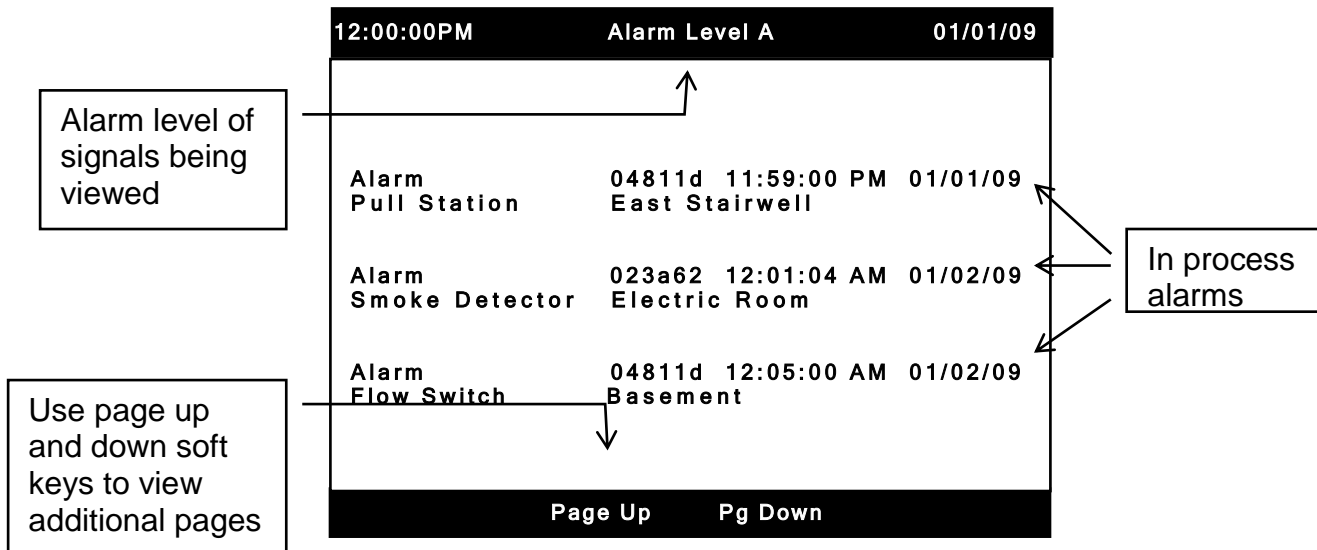 12:00:00PM Alarm Level A 01/01/09
Alarm level of
signals being
viewed
Alarm 04811d 11:59:00 PM 01/01/09
Pull Station East Stairwell
Alarm 023a62 12:01:04 AM 01/02/09
Smoke Detector Electric Room
In process
alarms
Alarm 04811d 12:05:00 AM 01/02/09
Flow Switch Basement
Use page up
and down soft
keys to view
additional pages
Page Up Pg Down